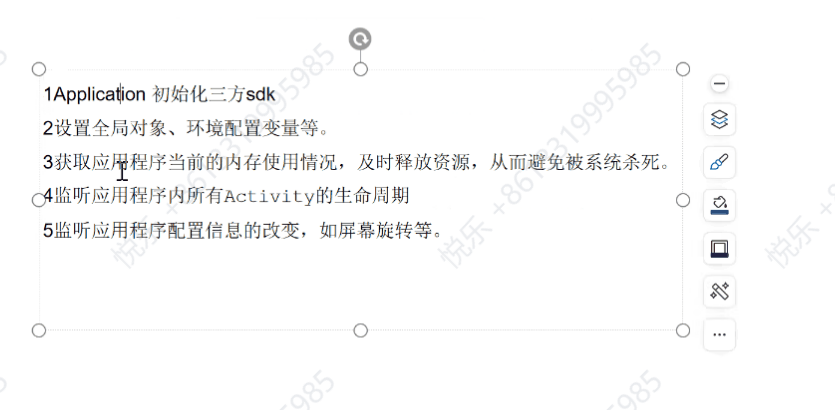 1Application 初始化三方sdk
2设置全局对象、环境配置变量等。
3获取应用程序当前的内存使用情况，及时释放资源，从而避免被系统杀死。
4监听应用程序内所有Activity的生命周期
5监听应用程序配置信息的改变，如屏幕旋转等。